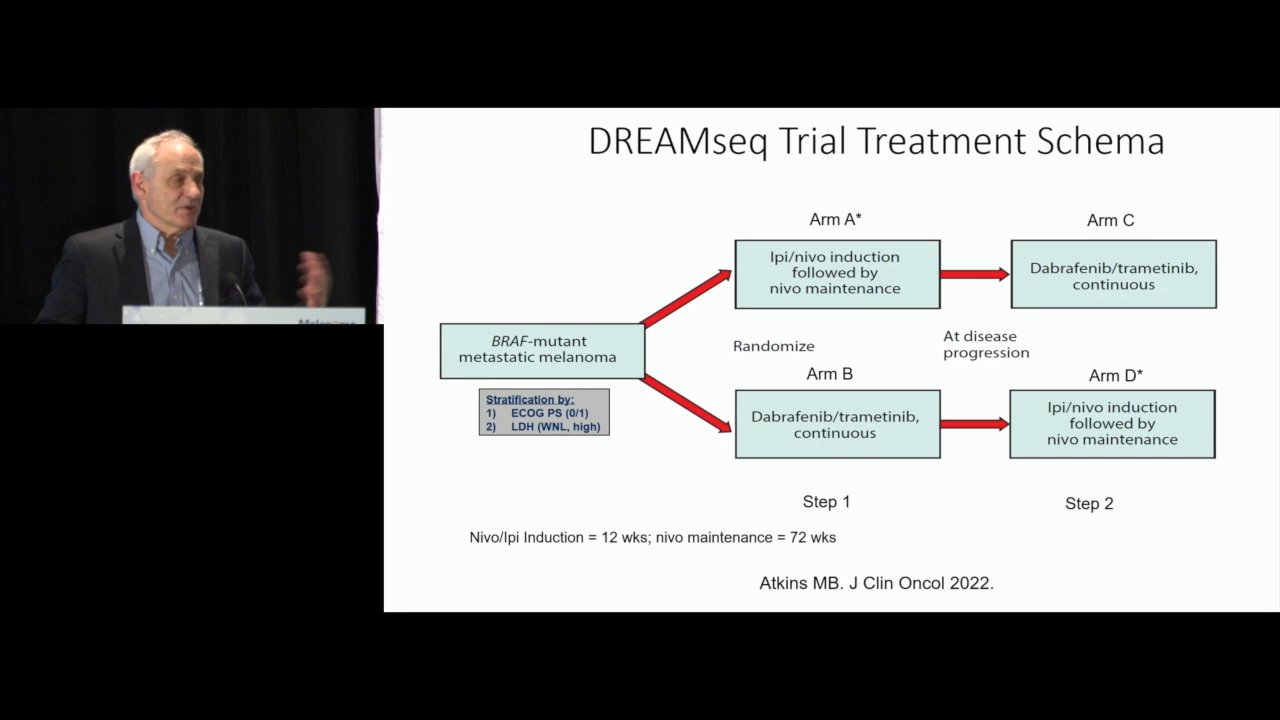 DREAMseq Trial Treatment Schema
Arm A*
Arm C
Ipi/nivo induction
followed by
nivo maintenance
Dabrafenib/trametinib,
continuous
BRAF-mutant
metastatic melanoma
Randomize
At disease
progression
Stratification by:
1) ECOG PS (0/1)
2) LDH (WNL, high)
Arm B
Arm D*
Dabrafenib/trametinib,
continuous
Ipi/nivo induction
followed by
nivo maintenance
Step 1
Step 2
Nivo/Ipi Induction = 12 wks; nivo maintenance = 72 wks
Atkins MB. J Clin Oncol 2022.